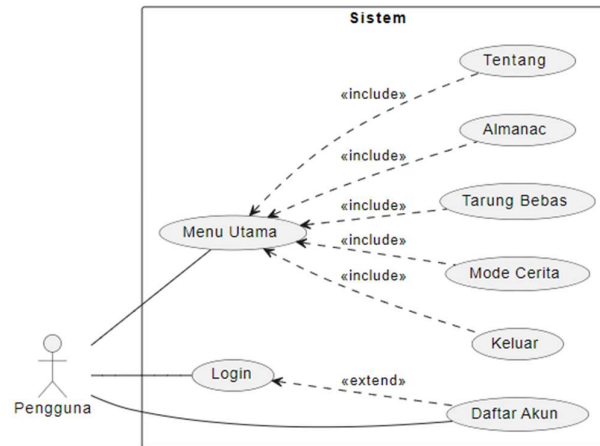 Sistem
Tentang
«include»
Almanac
«include»
Tarung Bebas
«include»
Menu Utama
«include»
Mode Cerita
«include»
Keluar
Login
«extend»
Daftar Akun
Pengguna